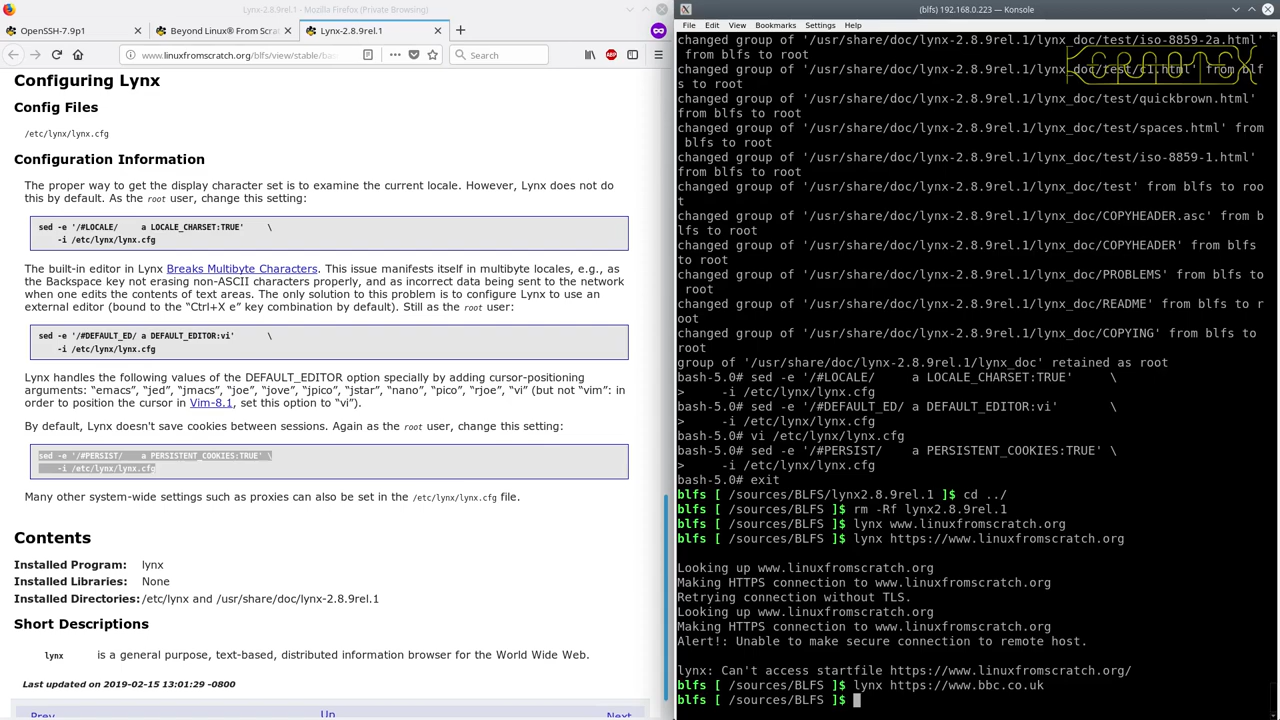 Lynx-2.8.9rel.1 - Mozilla Firefox (Private Browsing)
OpenSSH-7.9p1
Beyond Linux® From Scra
Lynx-2.8.9rel.1
www.linuxfromscratch.org/blfs/view/stable/bas
Search
ABP
Configuring Lynx
Config Files
/etc/lynx/lynx.cfg
Configuration Information
The proper way to get the display character set is to examine the current locale. However, Lynx does not do
this by default. As the root user, change this setting:
sed -e '/#LOCALE/     a LOCALE_CHARSET:TRUE'     \
    -i /etc/lynx/lynx.cfg
The built-in editor in Lynx Breaks Multibyte Characters. This issue manifests itself in multibyte locales, e.g., as
the Backspace key not erasing non-ASCII characters properly, and as incorrect data being sent to the network
when one edits the contents of text areas. The only solution to this problem is to configure Lynx to use an
external editor (bound to the “Ctrl+X e” key combination by default). Still as the root user:
sed -e '/#DEFAULT_ED/ a DEFAULT_EDITOR:vi'       \
    -i /etc/lynx/lynx.cfg
Lynx handles the following values of the DEFAULT_EDITOR option specially by adding cursor-positioning
arguments: “emacs”, “jed”, “jmacs”, “joe”, “jove”, “jpico”, “jstar”, “nano”, “pico”, “rjoe”, “vi” (but not “vim”: in
order to position the cursor in Vim-8.1, set this option to “vi”).
By default, Lynx doesn't save cookies between sessions. Again as the root user, change this setting:
sed -e '/#PERSIST/    a PERSISTENT_COOKIES:TRUE' \
    -i /etc/lynx/lynx.cfg
Many other system-wide settings such as proxies can also be set in the /etc/lynx/lynx.cfg file.
Contents
Installed Program: lynx
Installed Libraries: None
Installed Directories: /etc/lynx and /usr/share/doc/lynx-2.8.9rel.1
Short Descriptions
lynx is a general purpose, text-based, distributed information browser for the World Wide Web.
Last updated on 2019-02-15 13:01:29 -0800
Prev Up Next
(blfs) 192.168.0.223 — Konsole
File Edit View Bookmarks Settings Help
changed group of '/usr/share/doc/lynx-2.8.9rel.1/lynx_doc/test/iso-8859-2a.html'
 from blfs to root
changed group of '/usr/share/doc/lynx-2.8.9rel.1/lynx_doc/test/c1.html' from blf
s to root
changed group of '/usr/share/doc/lynx-2.8.9rel.1/lynx_doc/test/quickbrown.html'
from blfs to root
changed group of '/usr/share/doc/lynx-2.8.9rel.1/lynx_doc/test/spaces.html' from
 blfs to root
changed group of '/usr/share/doc/lynx-2.8.9rel.1/lynx_doc/test/iso-8859-1.html'
from blfs to root
changed group of '/usr/share/doc/lynx-2.8.9rel.1/lynx_doc/test' from blfs to roo
t
changed group of '/usr/share/doc/lynx-2.8.9rel.1/lynx_doc/COPYHEADER.asc' from b
lfs to root
changed group of '/usr/share/doc/lynx-2.8.9rel.1/lynx_doc/COPYHEADER' from blfs
to root
changed group of '/usr/share/doc/lynx-2.8.9rel.1/lynx_doc/PROBLEMS' from blfs to
 root
changed group of '/usr/share/doc/lynx-2.8.9rel.1/lynx_doc/README' from blfs to r
oot
changed group of '/usr/share/doc/lynx-2.8.9rel.1/lynx_doc/COPYING' from blfs to
root
group of '/usr/share/doc/lynx-2.8.9rel.1/lynx_doc' retained as root
bash-5.0# sed -e '/#LOCALE/     a LOCALE_CHARSET:TRUE'     \
>     -i /etc/lynx/lynx.cfg
bash-5.0# sed -e '/#DEFAULT_ED/ a DEFAULT_EDITOR:vi'       \
>     -i /etc/lynx/lynx.cfg
bash-5.0# vi /etc/lynx/lynx.cfg
bash-5.0# sed -e '/#PERSIST/    a PERSISTENT_COOKIES:TRUE' \
>     -i /etc/lynx/lynx.cfg
bash-5.0# exit
blfs [ /sources/BLFS/lynx2.8.9rel.1 ]$ cd ../
blfs [ /sources/BLFS ]$ rm -Rf lynx2.8.9rel.1
blfs [ /sources/BLFS ]$ lynx www.linuxfromscratch.org
blfs [ /sources/BLFS ]$ lynx https://www.linuxfromscratch.org
Looking up www.linuxfromscratch.org
Making HTTPS connection to www.linuxfromscratch.org
Retrying connection without TLS.
Looking up www.linuxfromscratch.org
Making HTTPS connection to www.linuxfromscratch.org
Alert!: Unable to make secure connection to remote host.
lynx: Can't access startfile https://www.linuxfromscratch.org/
blfs [ /sources/BLFS ]$ lynx https://www.bbc.co.uk
blfs [ /sources/BLFS ]$